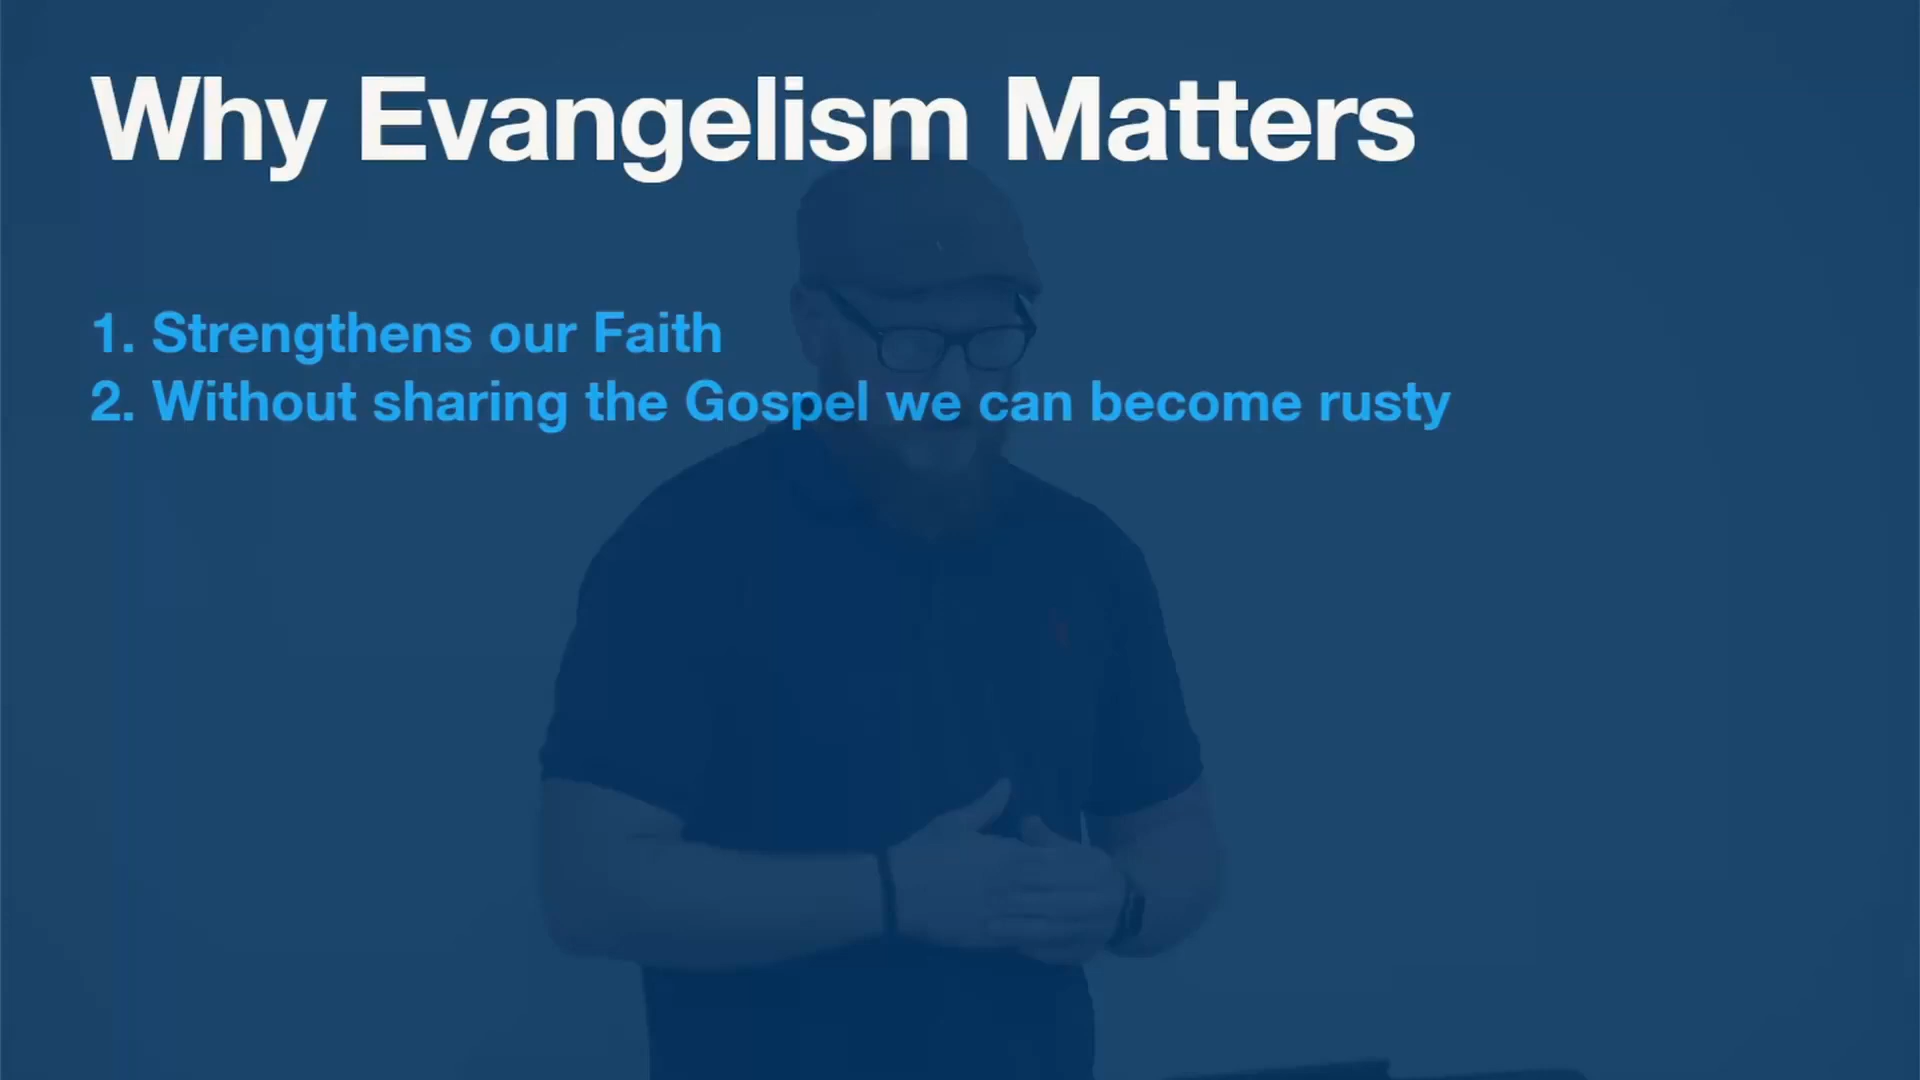 Why Evangelism Matters
1. Strengthens our Faith
2. Without sharing the Gospel we can become rusty